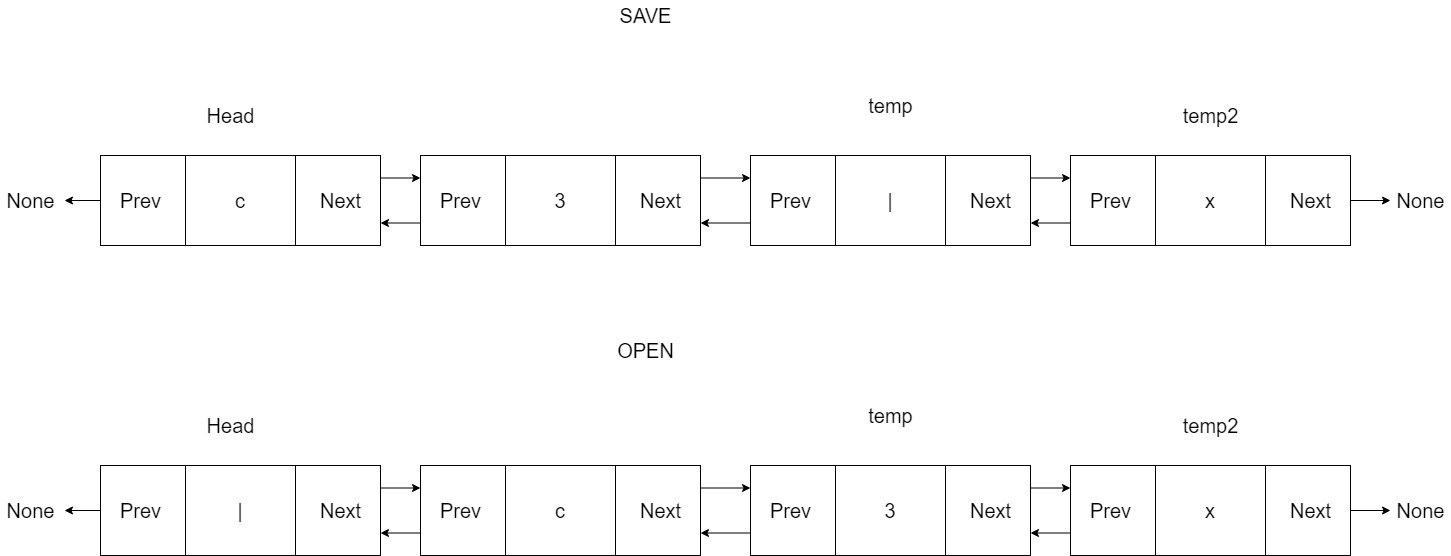 SAVE
Head temp temp2
None Prev c Next Prev 3 Next Prev | Next Prev x Next None
OPEN
Head temp temp2
None Prev | Next Prev c Next Prev 3 Next Prev x Next None